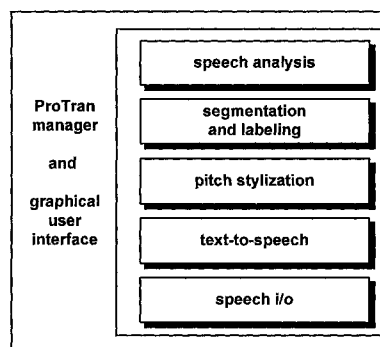 ProTran
manager
and
graphical
user
interface
speech analysis
segmentation
and labeling
pitch stylization
text-to-speech
speech i/o